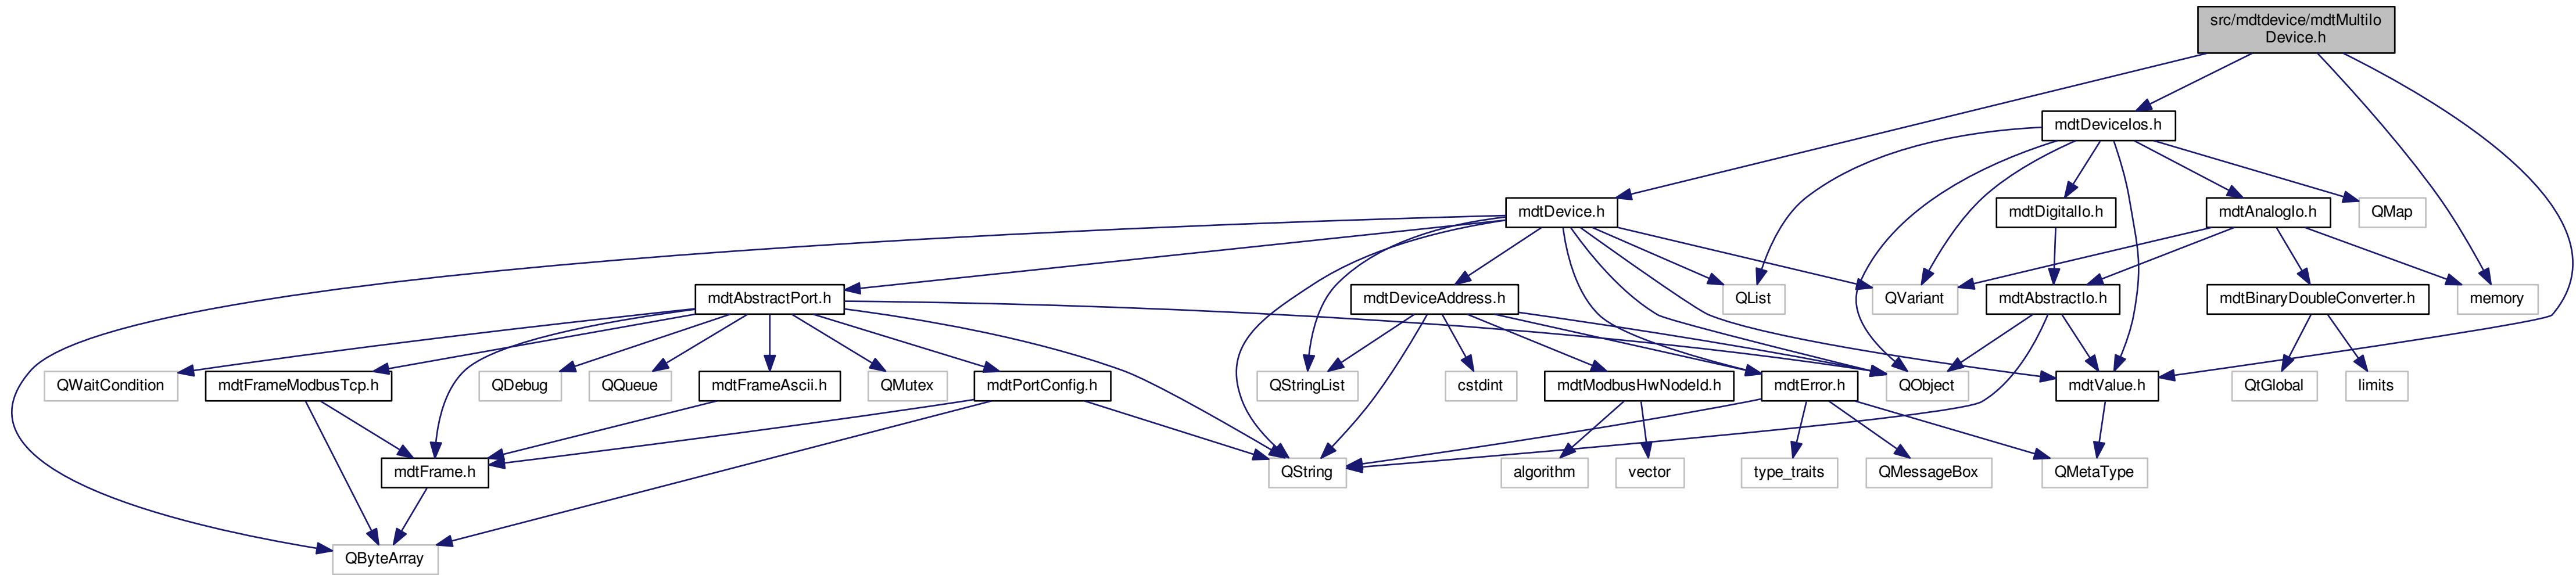 src/mdtdevice/mdtMultiIo
Device.h
mdtDeviceIos.h
mdtDevice.h
mdtDigitalIo.h
mdtAnalogIo.h
QMap
mdtAbstractPort.h
mdtDeviceAddress.h
QList
QVariant
mdtAbstractIo.h
mdtBinaryDoubleConverter.h
memory
QWaitCondition
mdtFrameModbusTcp.h
QDebug
QQueue
mdtFrameAscii.h
QMutex
mdtPortConfig.h
QStringList
cstdint
mdtModbusHwNodeId.h
mdtError.h
QObject
mdtValue.h
QtGlobal
limits
mdtFrame.h
QString
algorithm
vector
type_traits
QMessageBox
QMetaType
QByteArray